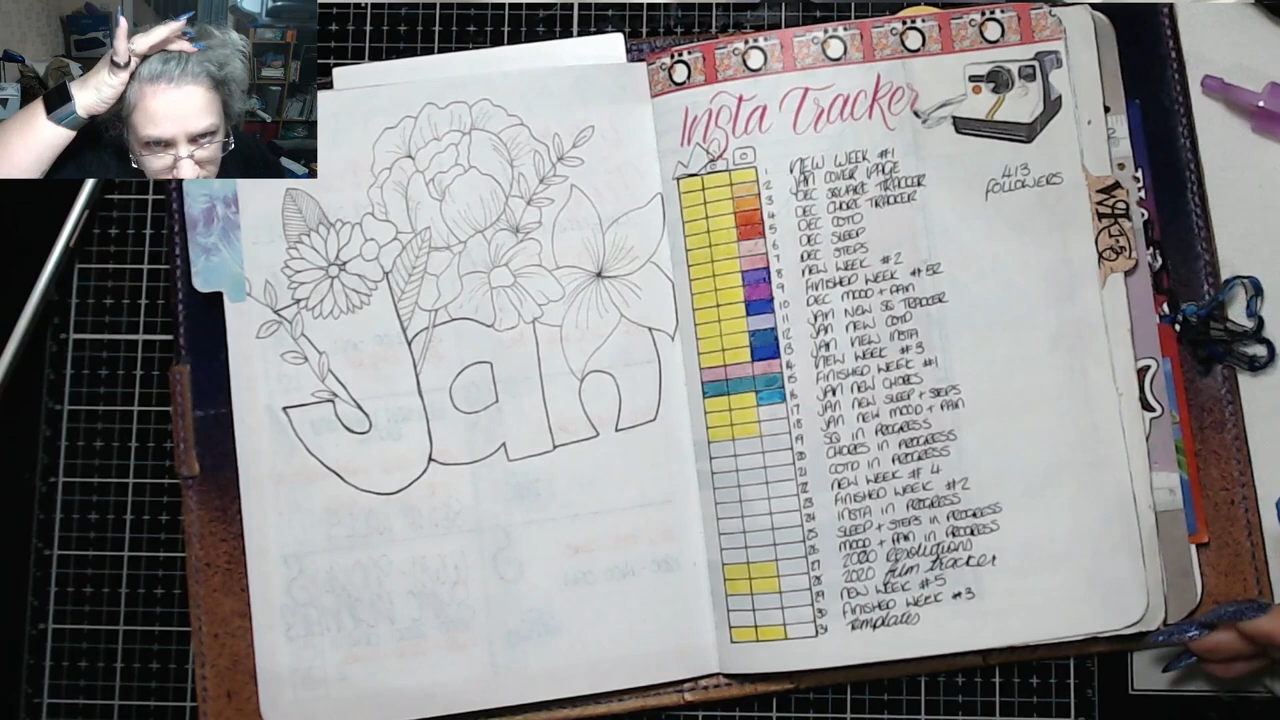 Jan
Insta Tracker
413
FOLLOWERS
1 NEW WEEK #1
2 JAN COVER PAGE
3 DEC SQUARE TRACKER
4 DEC CHORE TRACKER
5 DEC COTD
6 DEC SLEEP
7 DEC STEPS
8 NEW WEEK #2
9 FINISHED WEEK #52
10 DEC MOOD + PAIN
11 JAN NEW SQ TRACKER
12 JAN NEW COTD
13 JAN NEW INSTA
14 NEW WEEK #3
15 FINISHED WEEK #1
16 JAN NEW CHORES
17 JAN NEW SLEEP + STEPS
18 JAN NEW MOOD + PAIN
19 SQ IN PROGRESS
20 CHORES IN PROGRESS
21 COTD IN PROGRESS
22 NEW WEEK # 4
23 FINISHED WEEK #2
24 INSTA IN PROGRESS
25 SLEEP + STEPS IN PROGRESS
26 MOOD + PAIN IN PROGRESS
27 2020 RESOLUTIONS
28 2020 FILM TRACKER
29 NEW WEEK #5
30 FINISHED WEEK #3
31 Templates